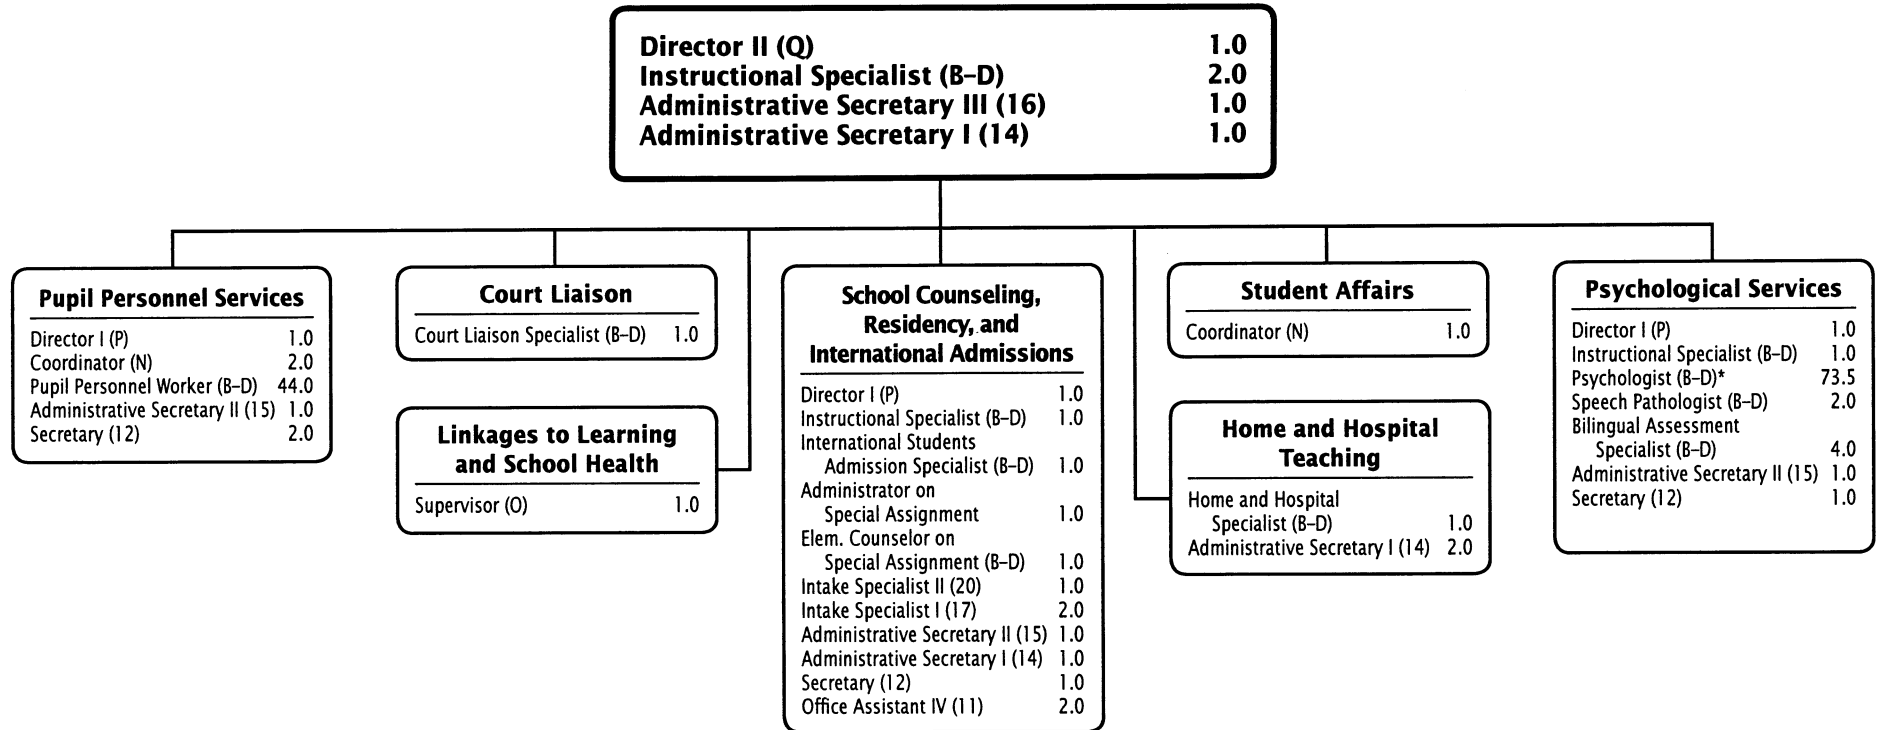 Director II (Q) 1.0
Instructional Specialist (B–D) 2.0
Administrative Secretary III (16) 1.0
Administrative Secretary I (14) 1.0
Pupil Personnel Services
Director I (P) 1.0
Coordinator (N) 2.0
Pupil Personnel Worker (B–D) 44.0
Administrative Secretary II (15) 1.0
Secretary (12) 2.0
Court Liaison
Court Liaison Specialist (B–D) 1.0
Linkages to Learning
and School Health
Supervisor (O) 1.0
School Counseling,
Residency, and
International Admissions
Director I (P) 1.0
Instructional Specialist (B–D) 1.0
International Students
Admission Specialist (B–D) 1.0
Administrator on
Special Assignment 1.0
Elem. Counselor on
Special Assignment (B–D) 1.0
Intake Specialist II (20) 1.0
Intake Specialist I (17) 2.0
Administrative Secretary II (15) 1.0
Administrative Secretary I (14) 1.0
Secretary (12) 1.0
Office Assistant IV (11) 2.0
Student Affairs
Coordinator (N) 1.0
Home and Hospital
Teaching
Home and Hospital
Specialist (B–D) 1.0
Administrative Secretary I (14) 2.0
Psychological Services
Director I (P) 1.0
Instructional Specialist (B–D) 1.0
Psychologist (B–D)* 73.5
Speech Pathologist (B–D) 2.0
Bilingual Assessment
Specialist (B–D) 4.0
Administrative Secretary II (15) 1.0
Secretary (12) 1.0